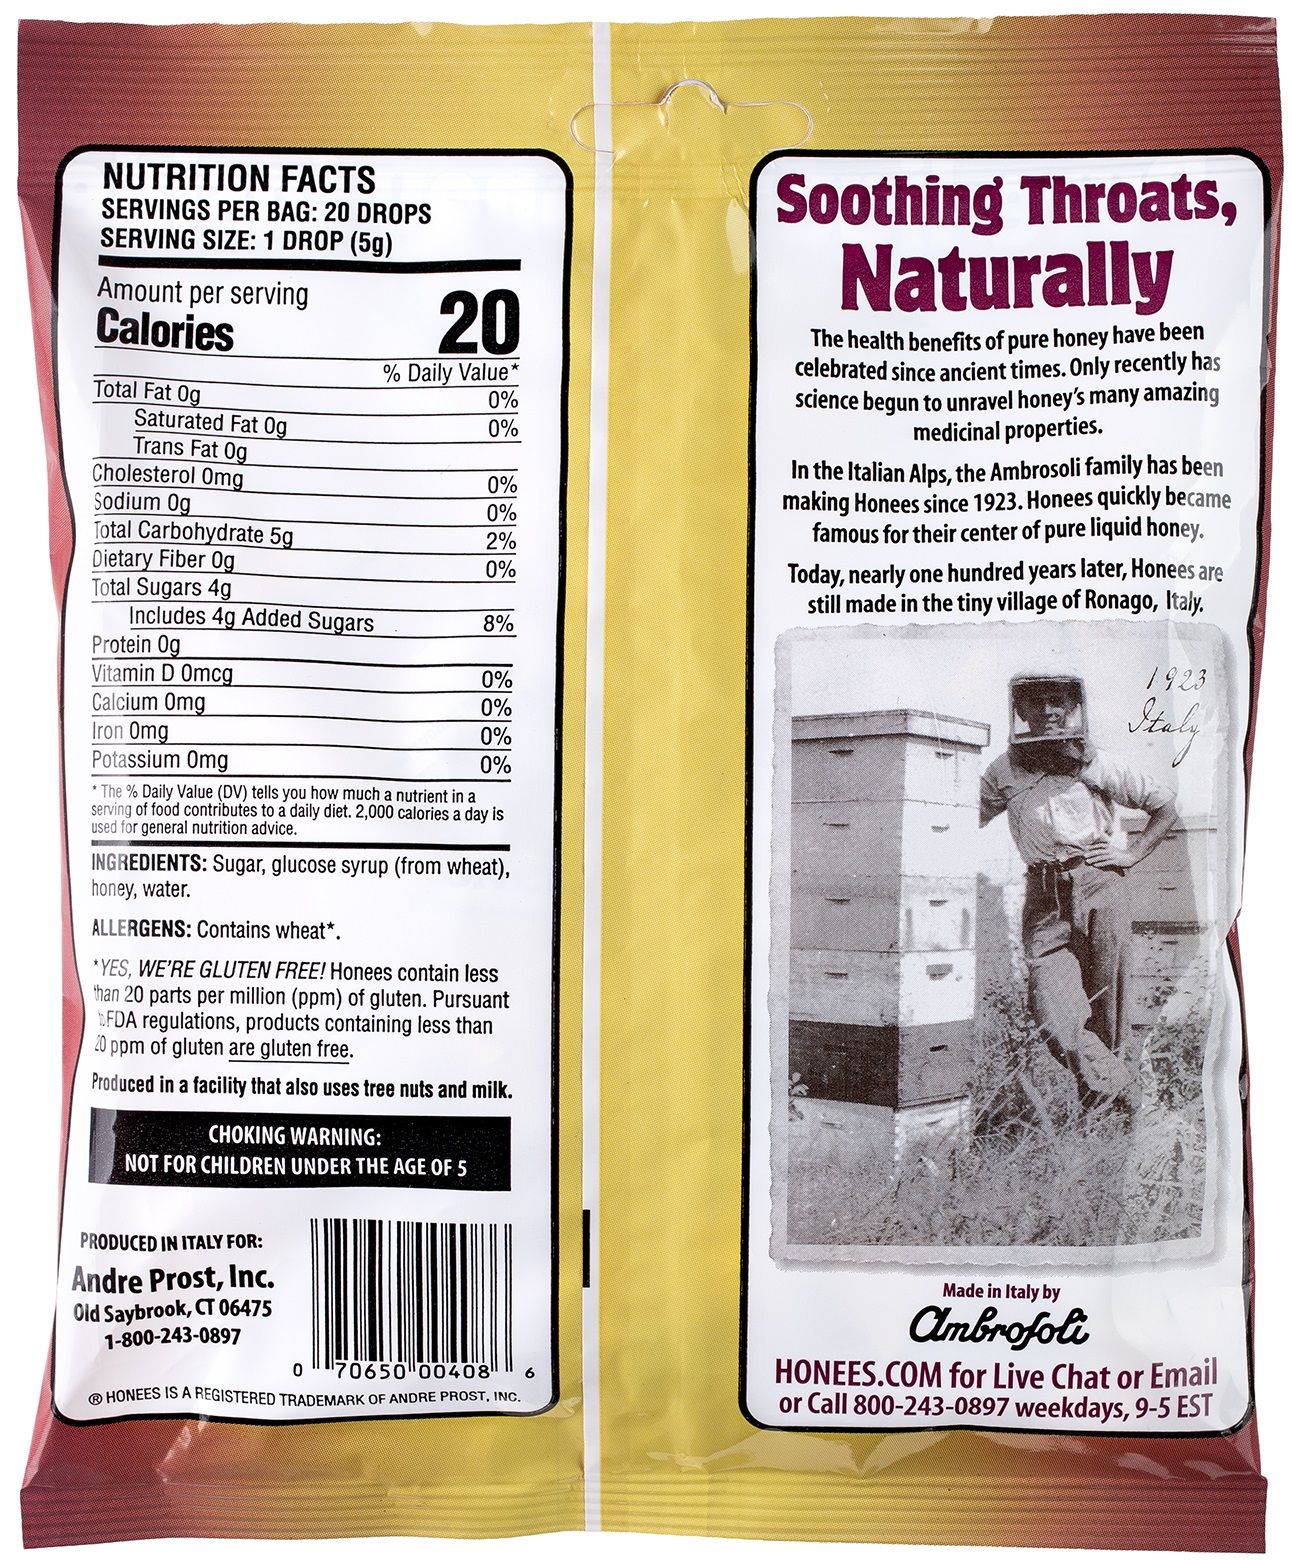 NUTRITION FACTS
SERVINGS PER BAG: 20 DROPS
SERVING SIZE: 1 DROP (5g)
Amount per serving
Calories 20
% Daily Value*
Total Fat 0g 0%
Saturated Fat 0g 0%
Trans Fat 0g
Cholesterol 0mg 0%
Sodium 0g 0%
Total Carbohydrate 5g 2%
Dietary Fiber 0g 0%
Total Sugars 4g
Includes 4g Added Sugars 8%
Protein 0g
Vitamin D 0mcg 0%
Calcium 0mg 0%
Iron 0mg 0%
Potassium 0mg 0%
* The % Daily Value (DV) tells you how much a nutrient in a
serving of food contributes to a daily diet. 2,000 calories a day is
used for general nutrition advice.
INGREDIENTS: Sugar, glucose syrup (from wheat),
honey, water.
ALLERGENS: Contains wheat*.
*YES, WE'RE GLUTEN FREE! Honees contain less
than 20 parts per million (ppm) of gluten. Pursuant
to FDA regulations, products containing less than
20 ppm of gluten are gluten free.
Produced in a facility that also uses tree nuts and milk.
CHOKING WARNING:
NOT FOR CHILDREN UNDER THE AGE OF 5
PRODUCED IN ITALY FOR:
Andre Prost, Inc.
Old Saybrook, CT 06475
1-800-243-0897
0 70650 00408 6
® HONEES IS A REGISTERED TRADEMARK OF ANDRE PROST, INC.
Soothing Throats,
Naturally
The health benefits of pure honey have been
celebrated since ancient times. Only recently has
science begun to unravel honey's many amazing
medicinal properties.
In the Italian Alps, the Ambrosoli family has been
making Honees since 1923. Honees quickly became
famous for their center of pure liquid honey.
Today, nearly one hundred years later, Honees are
still made in the tiny village of Ronago, Italy.
1923
Italy
Made in Italy by
Ambrosoli
HONEES.COM for Live Chat or Email
or Call 800-243-0897 weekdays, 9-5 EST